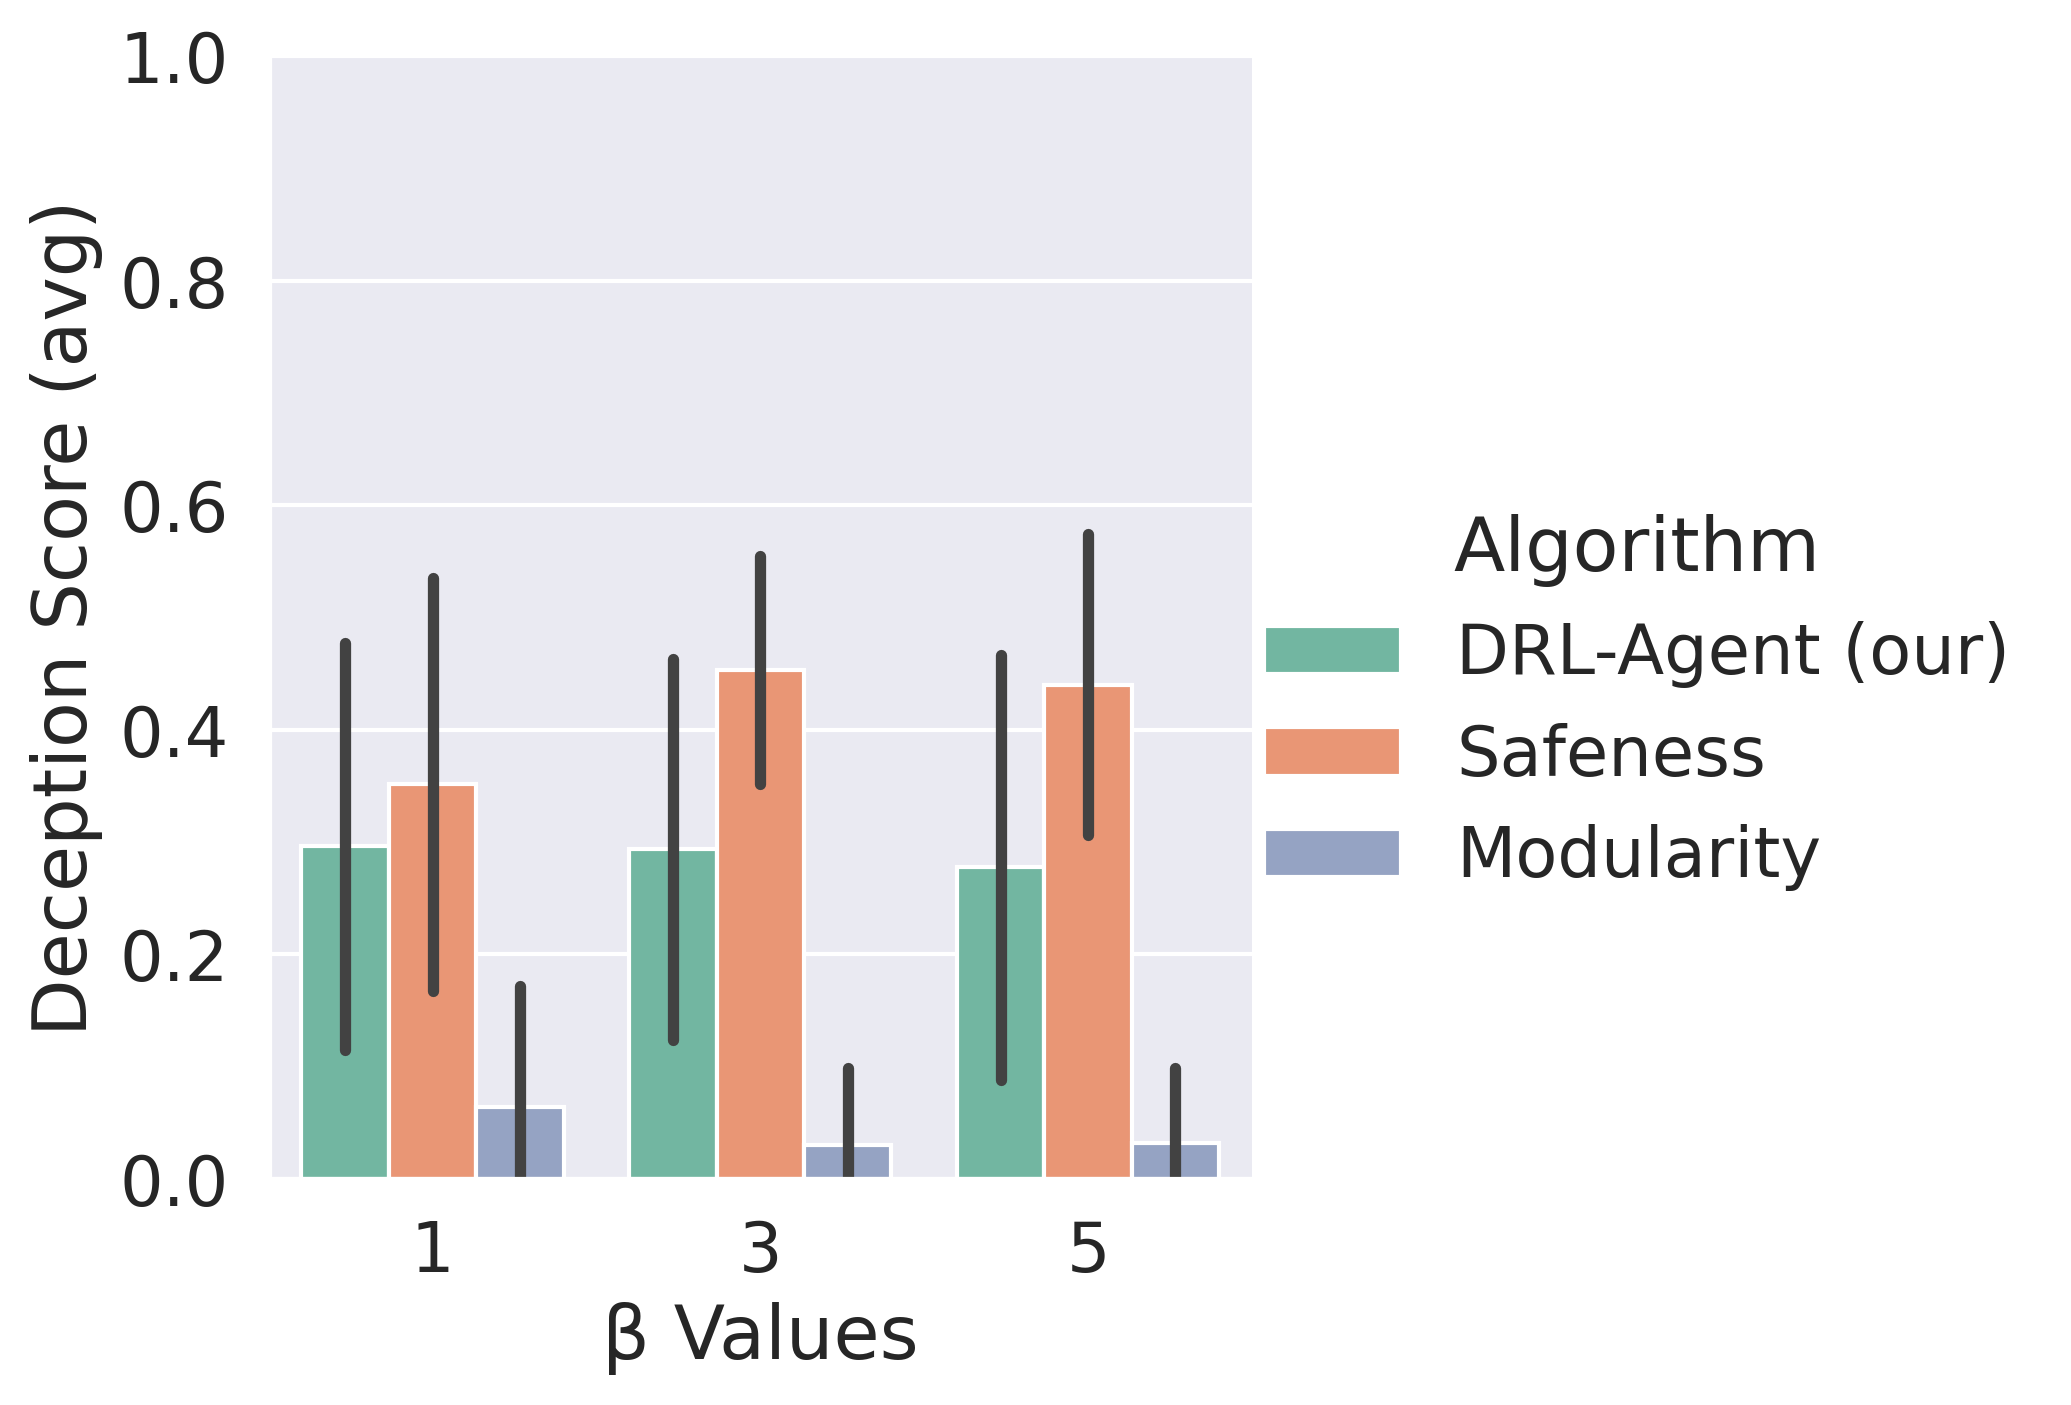 Deception Score (avg)
1.0
0.8
0.6
0.4
0.2
0.0
1 3 5
β Values
Algorithm
DRL-Agent (our)
Safeness
Modularity